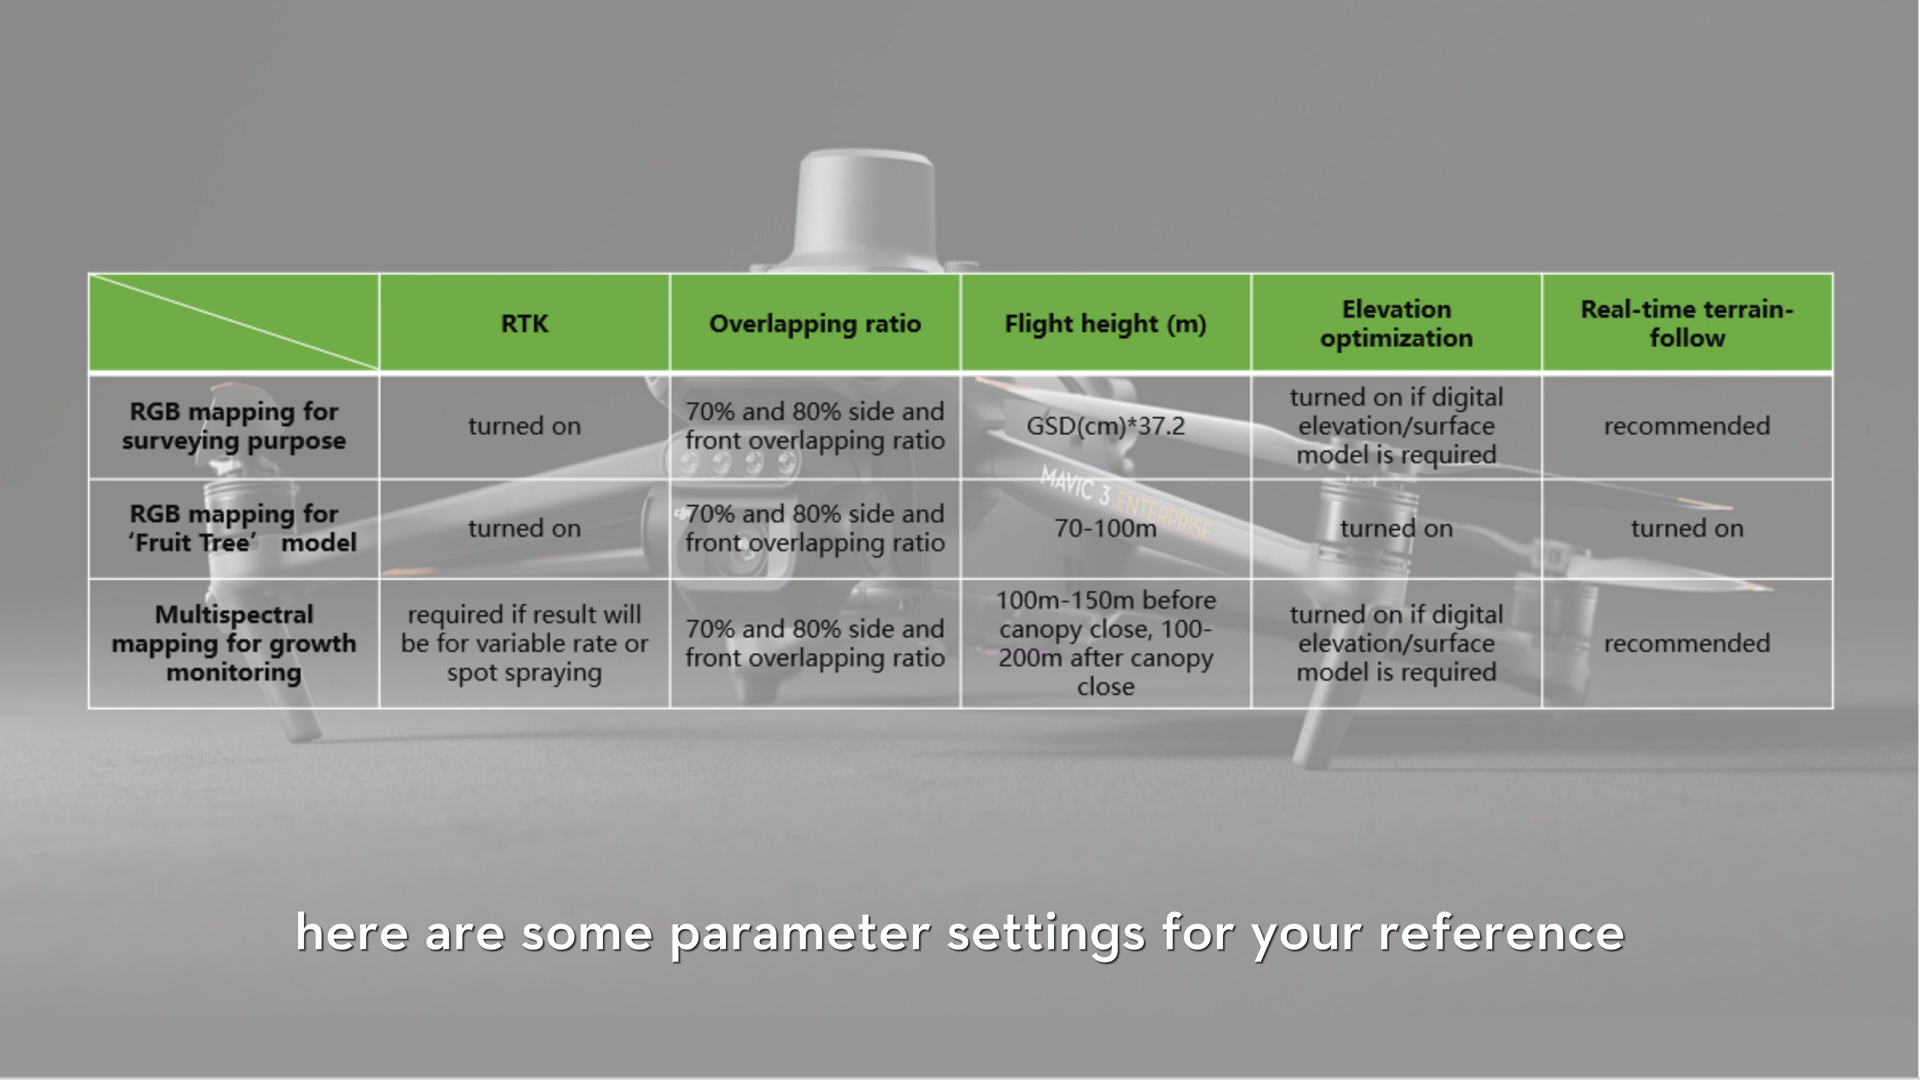 RTK
Overlapping ratio
Flight height (m)
Elevation
optimization
Real-time terrain-
follow
RGB mapping for
surveying purpose
turned on
70% and 80% side and
front overlapping ratio
GSD(cm)*37.2
turned on if digital
elevation/surface
model is required
recommended
RGB mapping for
‘Fruit Tree’ model
turned on
70% and 80% side and
front overlapping ratio
70-100m
turned on
turned on
Multispectral
mapping for growth
monitoring
required if result will
be for variable rate or
spot spraying
70% and 80% side and
front overlapping ratio
100m-150m before
canopy close, 100-
200m after canopy
close
turned on if digital
elevation/surface
model is required
recommended
MAVIC 3 ENTERPRISE
dji
here are some parameter settings for your reference